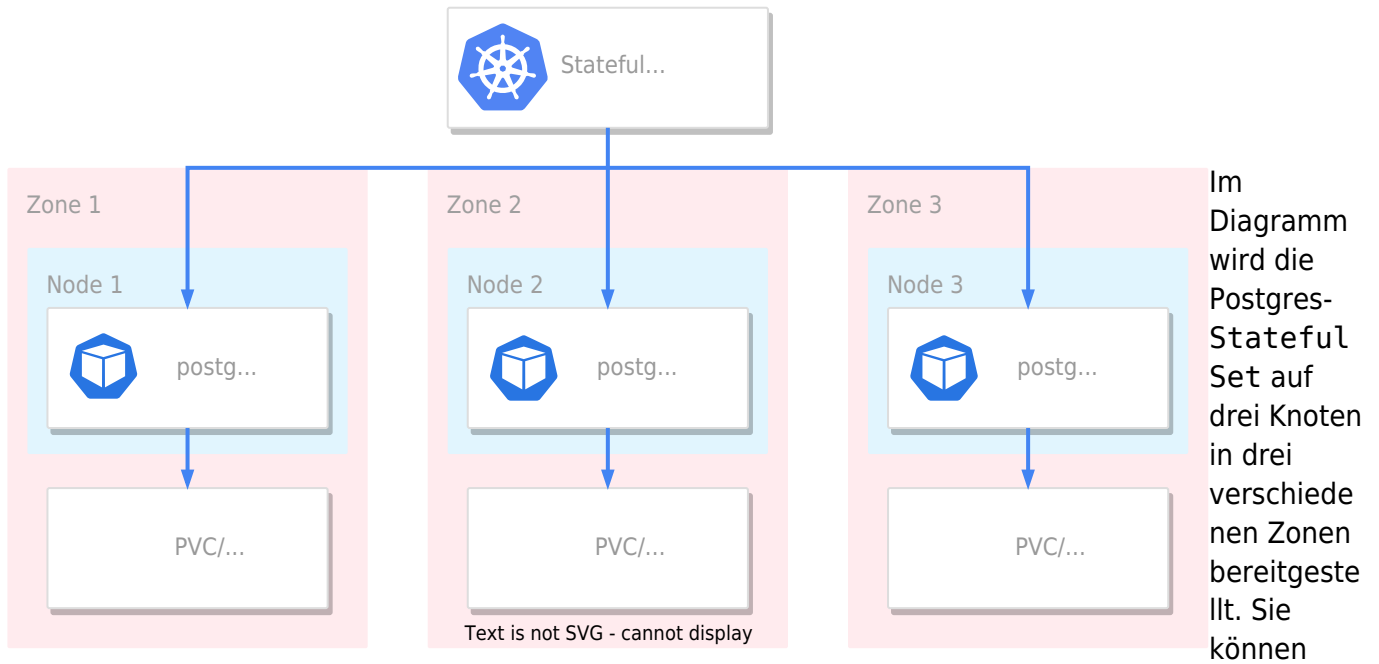 Stateful...
Zone 1
Zone 2
Zone 3
Node 1
Node 2
Node 3
postg...
postg...
postg...
PVC/...
PVC/...
PVC/...
Text is not SVG - cannot display
Im
Diagramm
wird die
Postgres-
Stateful
Set auf
drei Knoten
in drei
verschiede
nen Zonen
bereitgeste
llt. Sie
können